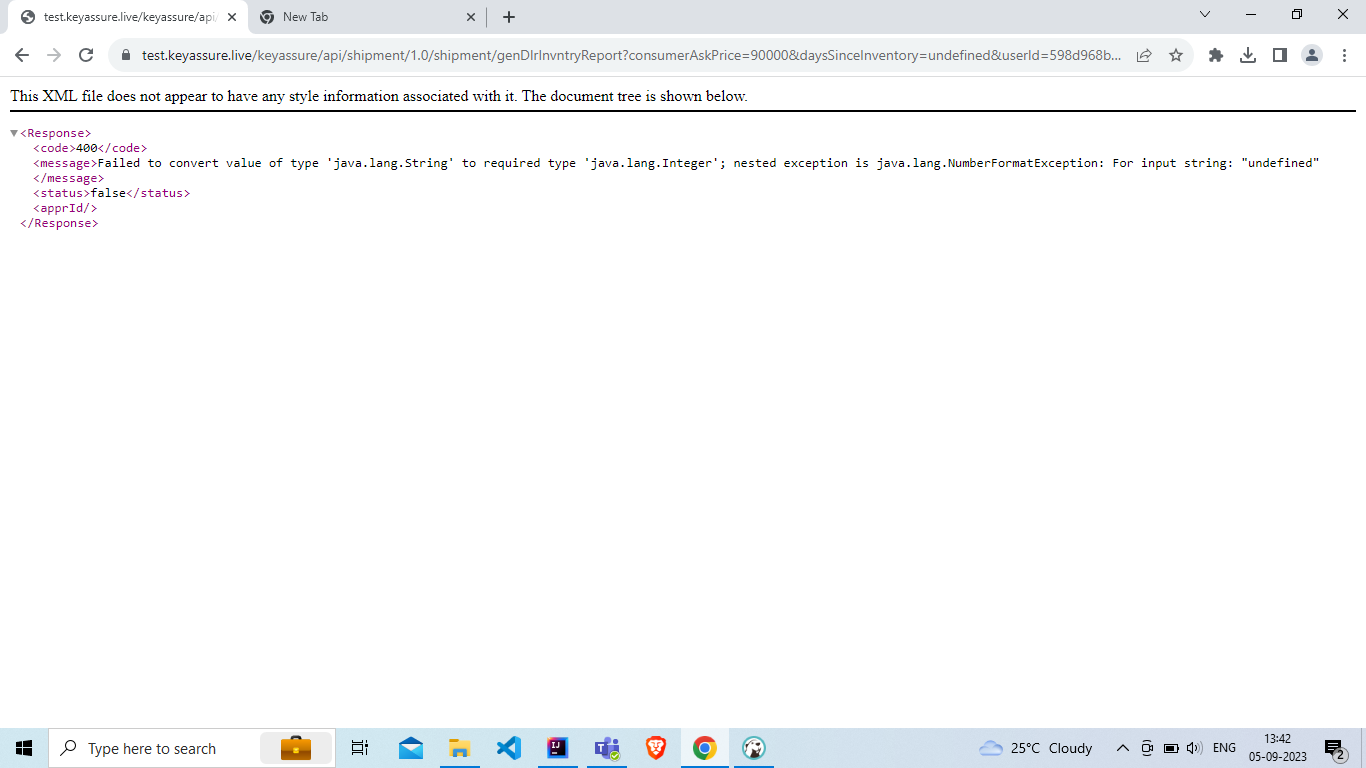 test.keyassure.live/keyassure/api/
New Tab
test.keyassure.live/keyassure/api/shipment/1.0/shipment/genDlrInvntryReport?consumerAskPrice=90000&daysSinceInventory=undefined&userId=598d968b...
This XML file does not appear to have any style information associated with it. The document tree is shown below.
<Response>
<code>400</code>
<message>Failed to convert value of type 'java.lang.String' to required type 'java.lang.Integer'; nested exception is java.lang.NumberFormatException: For input string: "undefined"
</message>
<status>false</status>
<apprId/>
</Response>
Type here to search
25°C Cloudy
ENG
13:42
05-09-2023
2